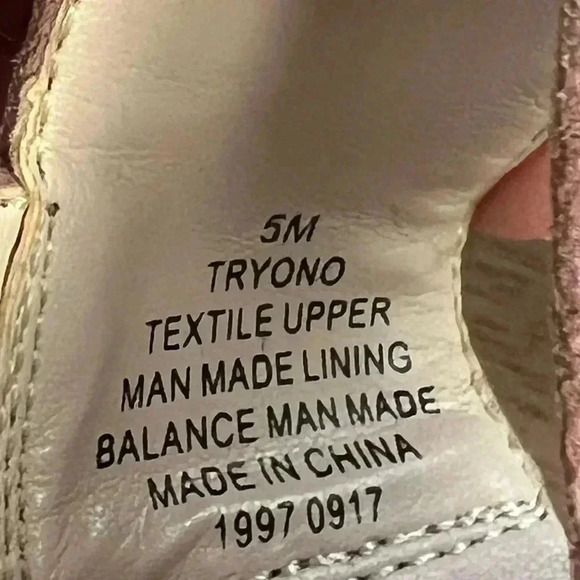 5M
TRYONO
TEXTILE UPPER
MAN MADE LINING
BALANCE MAN MADE
MADE IN CHINA
1997 0917